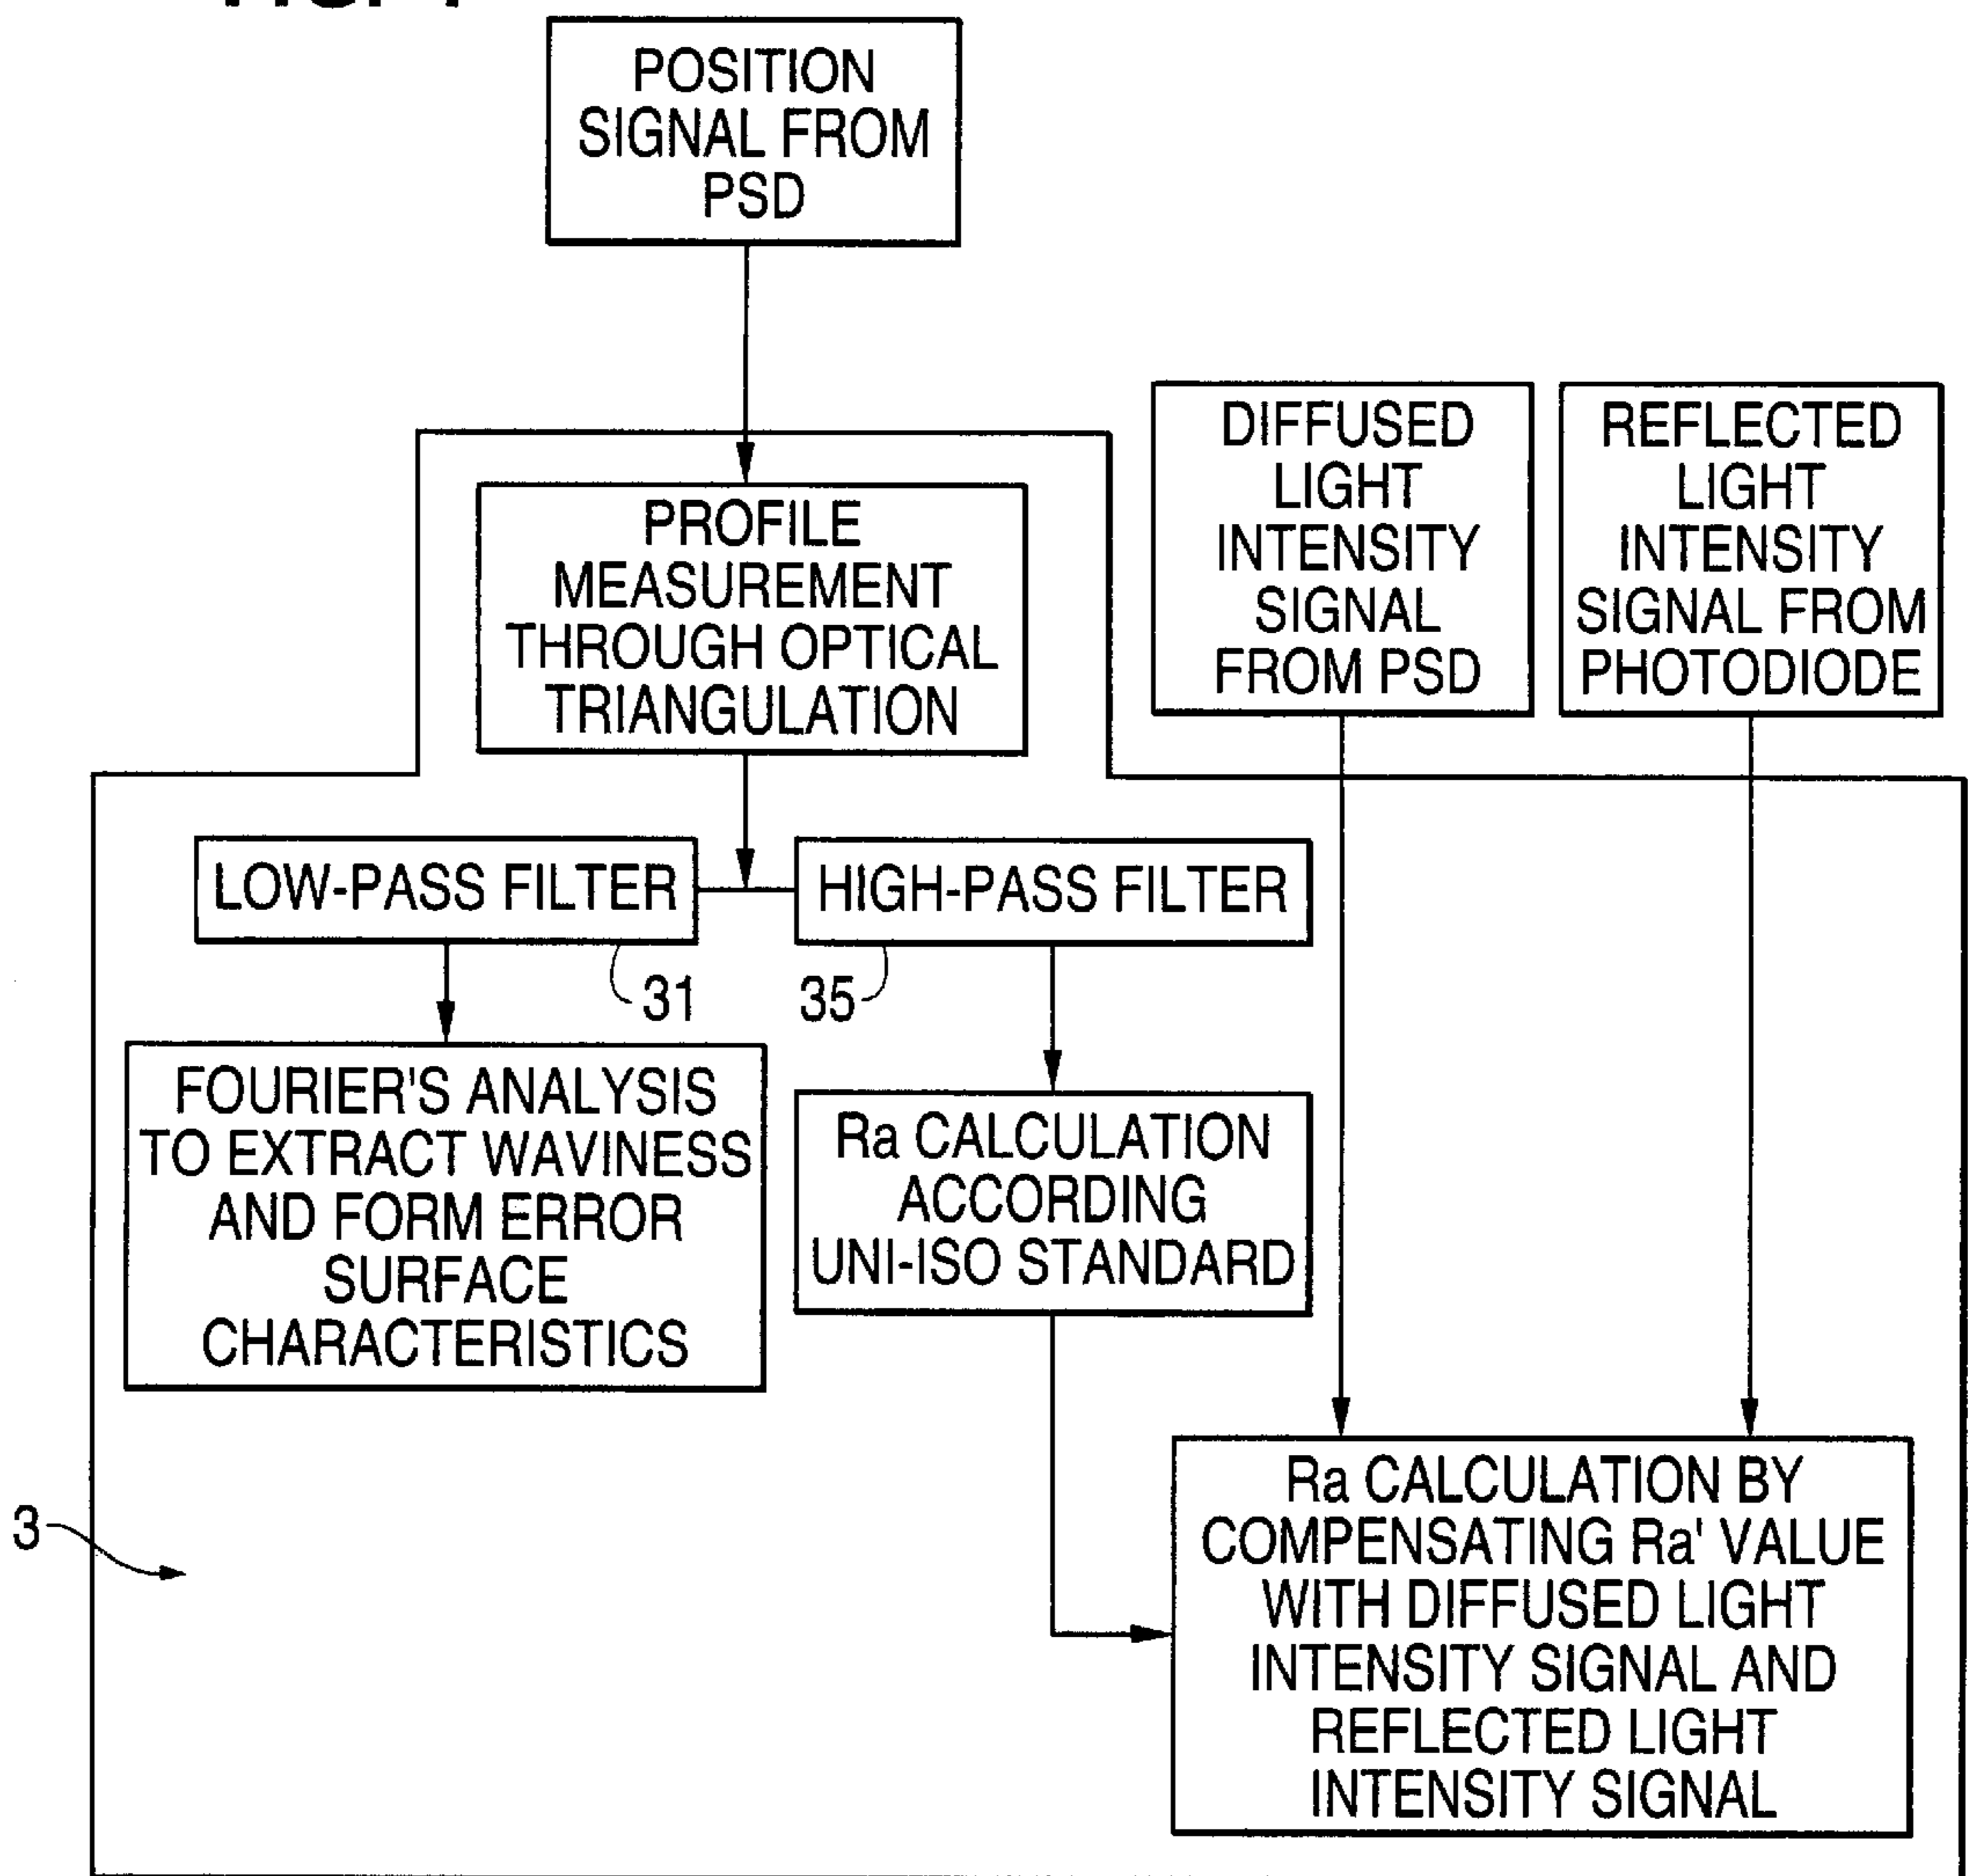 POSITION
SIGNAL FROM
PSD
PROFILE
MEASUREMENT
THROUGH OPTICAL
TRIANGULATION
DIFFUSED
LIGHT
INTENSITY
SIGNAL
FROM PSD
REFLECTED
LIGHT
INTENSITY
SIGNAL FROM
PHOTODIODE
LOW-PASS FILTER
HIGH-PASS FILTER
31
35
FOURIER'S ANALYSIS
TO EXTRACT WAVINESS
AND FORM ERROR
SURFACE
CHARACTERISTICS
Ra CALCULATION
ACCORDING
UNI-ISO STANDARD
Ra CALCULATION BY
COMPENSATING Ra' VALUE
WITH DIFFUSED LIGHT
INTENSITY SIGNAL AND
REFLECTED LIGHT
INTENSITY SIGNAL
3